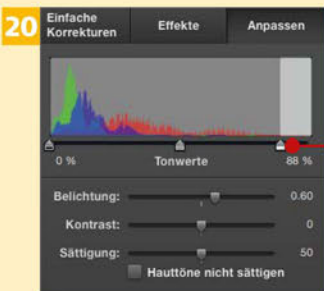 20
Einfache Korrekturen
Effekte
Anpassen
0 %
Tonwerte
88 %
Belichtung:
0.60
Kontrast:
0
Sättigung:
50
Hauttöne nicht sättigen